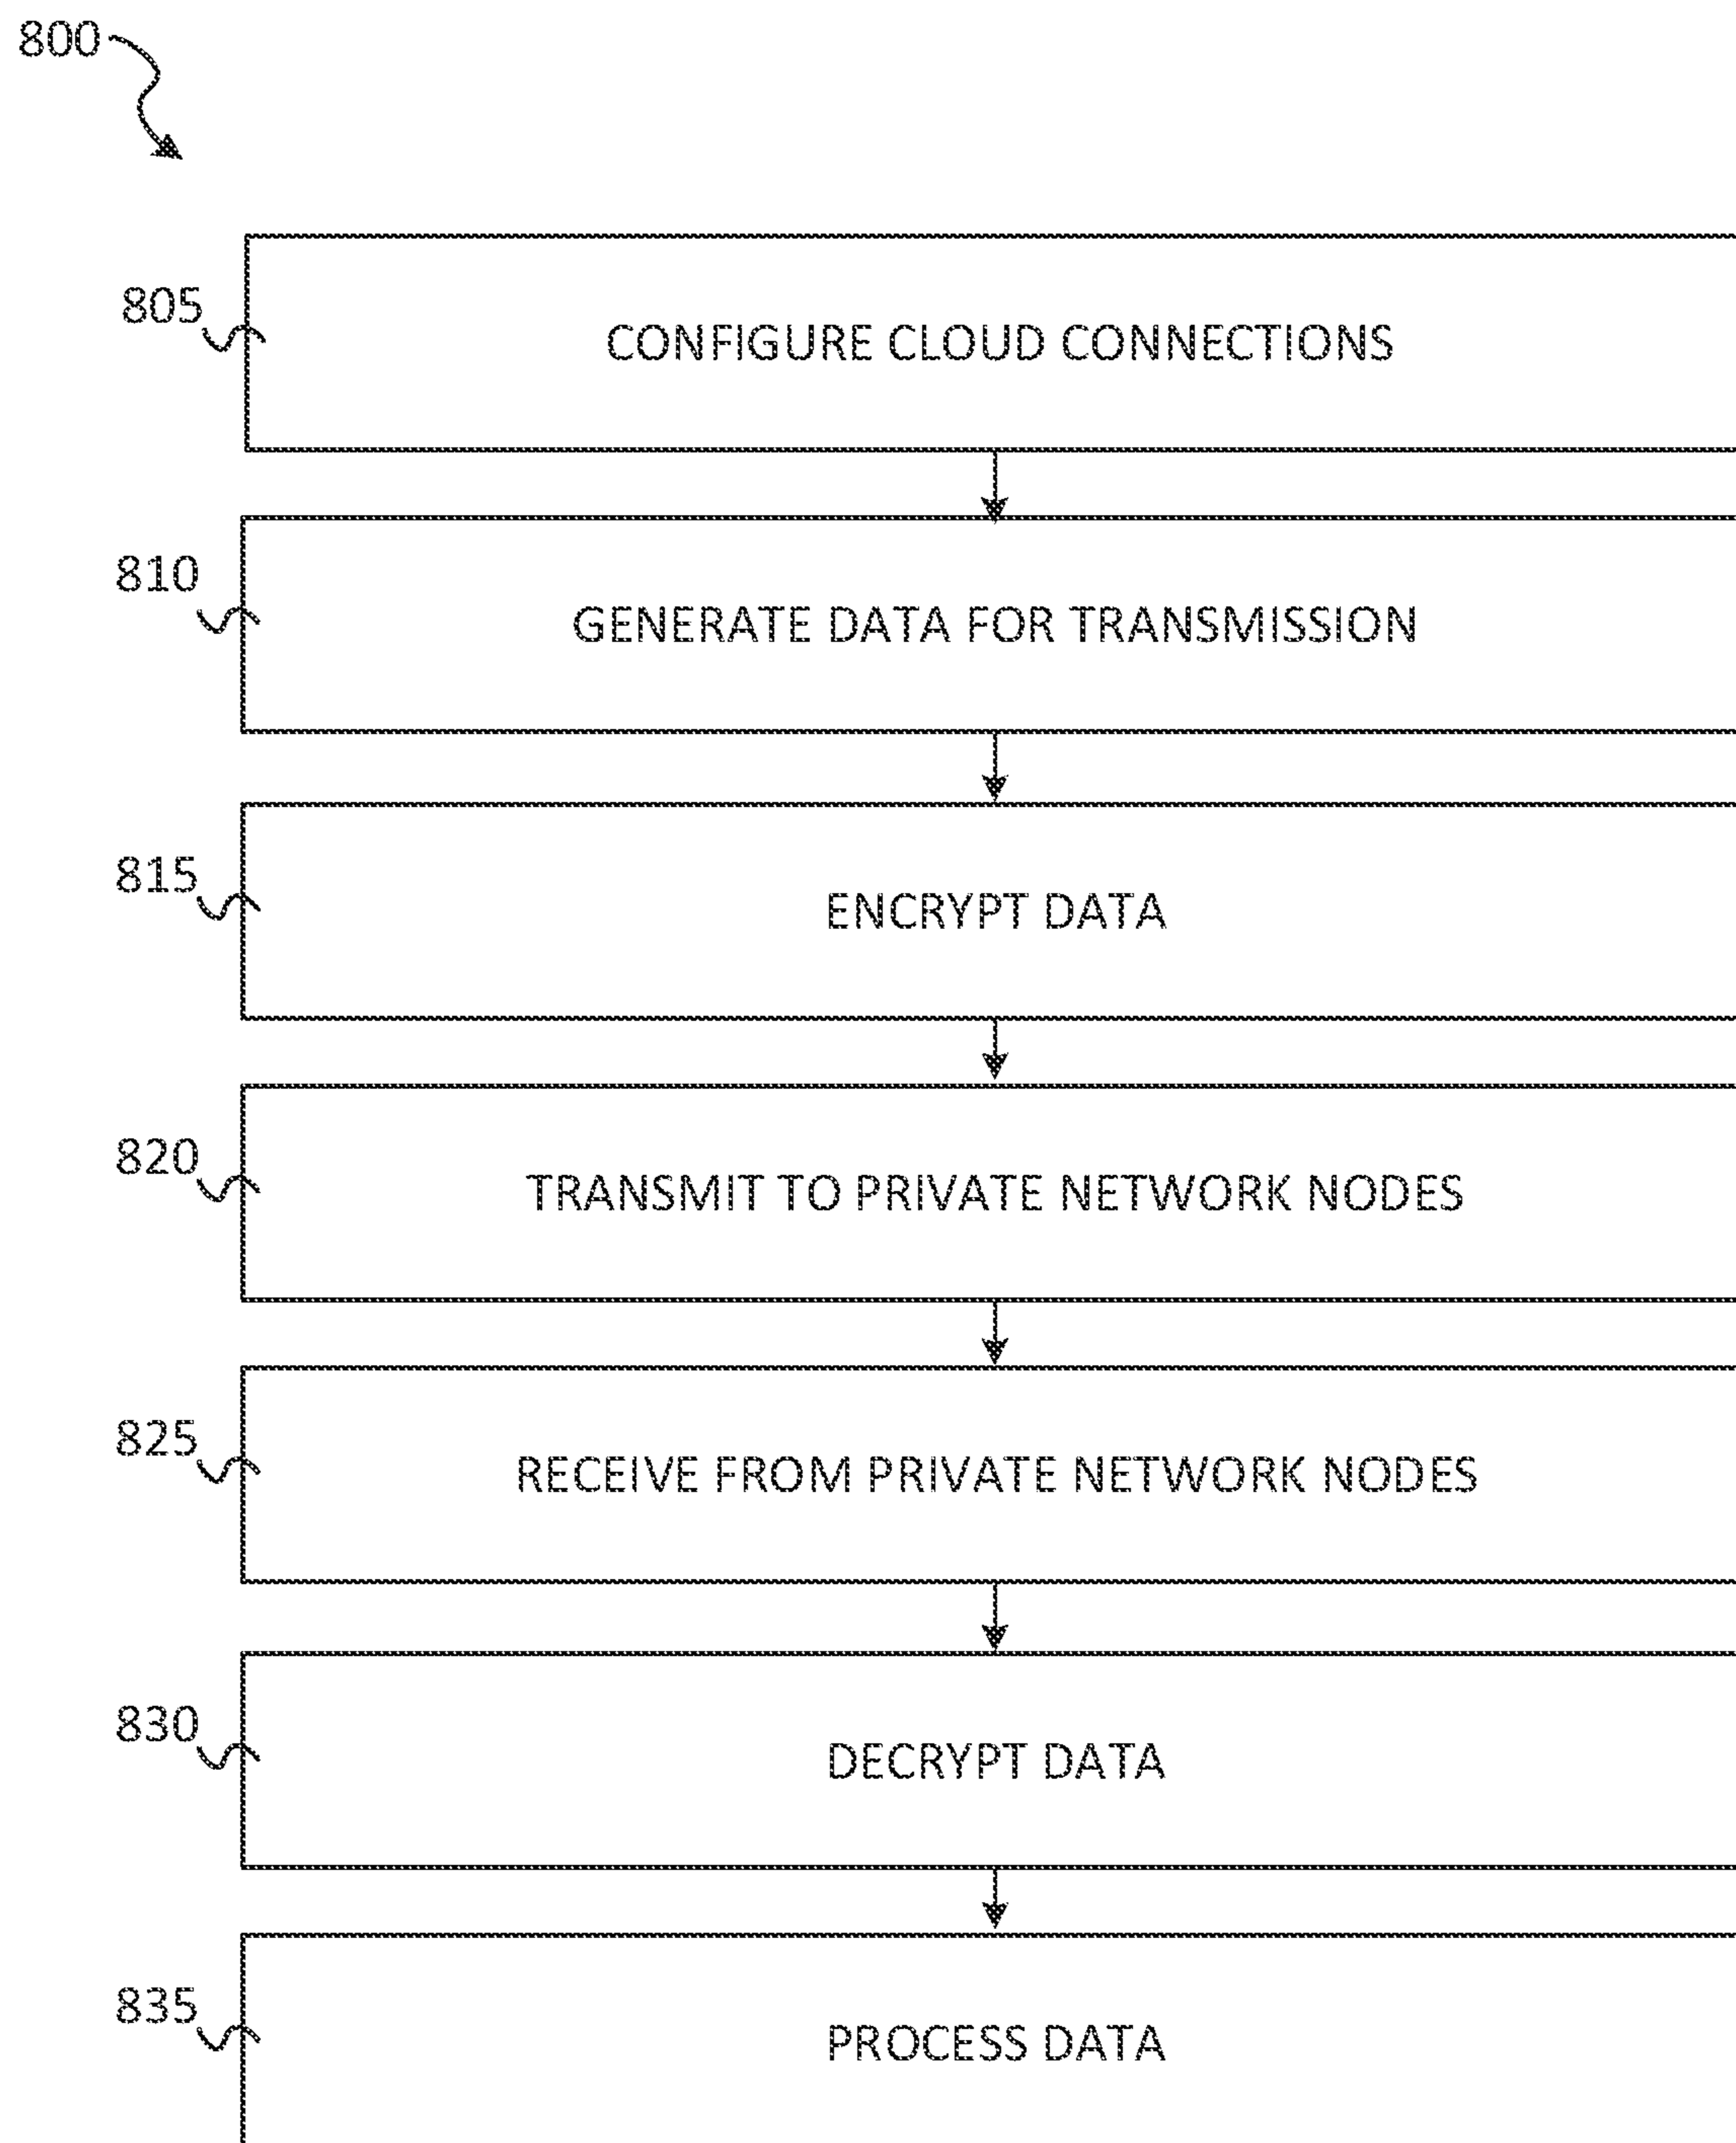 800
805
CONFIGURE CLOUD CONNECTIONS
810
GENERATE DATA FOR TRANSMISSION
815
ENCRYPT DATA
820
TRANSMIT TO PRIVATE NETWORK NODES
825
RECEIVE FROM PRIVATE NETWORK NODES
830
DECRYPT DATA
835
PROCESS DATA